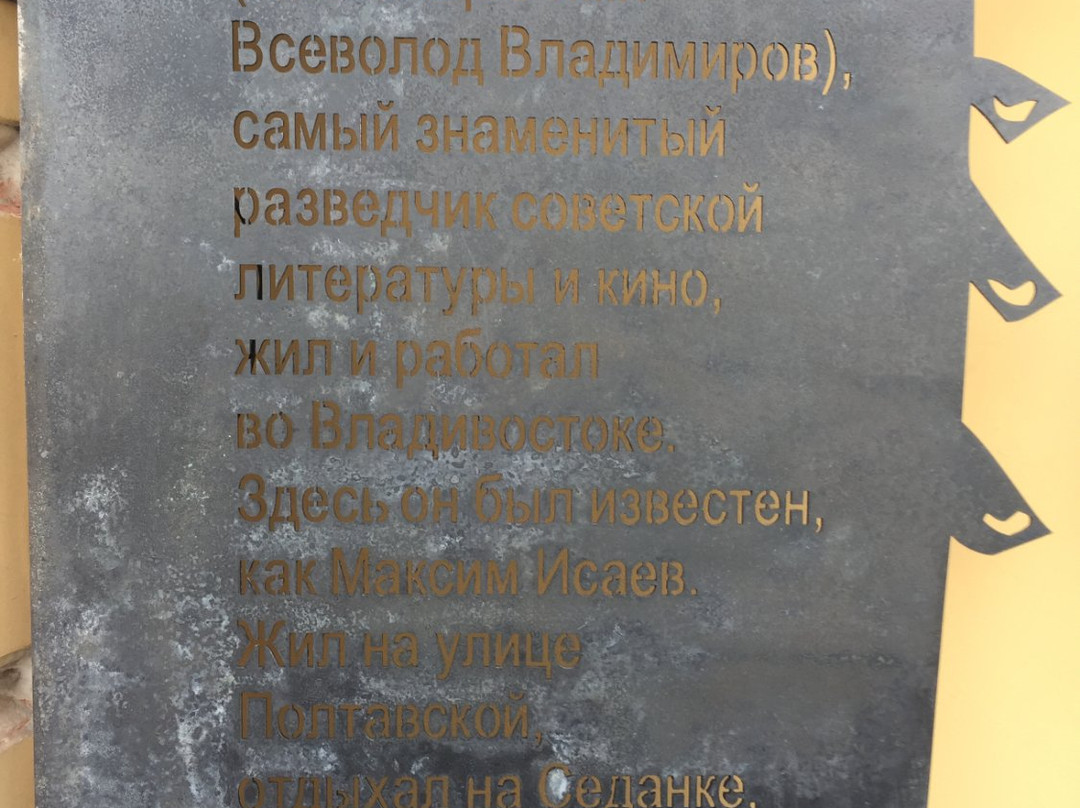 Всеволод Владимиров),
самый знаменитый
разведчик советской
литературы и кино,
жил и работал
во Владивостоке.
Здесь он был известен,
как Максим Исаев.
Жил на улице
Полтавской,
отдыхал на Седанке,